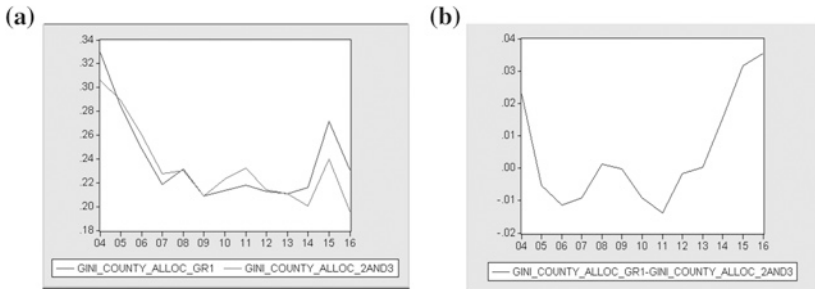 (a)
.34
.32
.30
.28
.26
.24
.22
.20
.18
04 05 06 07 08 09 10 11 12 13 14 15 16
GINI_COUNTY_ALLOC_GR1 GINI_COUNTY_ALLOC_2AND3
(b)
.04
.03
.02
.01
.00
-.01
-.02
04 05 06 07 08 09 10 11 12 13 14 15 16
GINI_COUNTY_ALLOC_GR1-GINI_COUNTY_ALLOC_2AND3